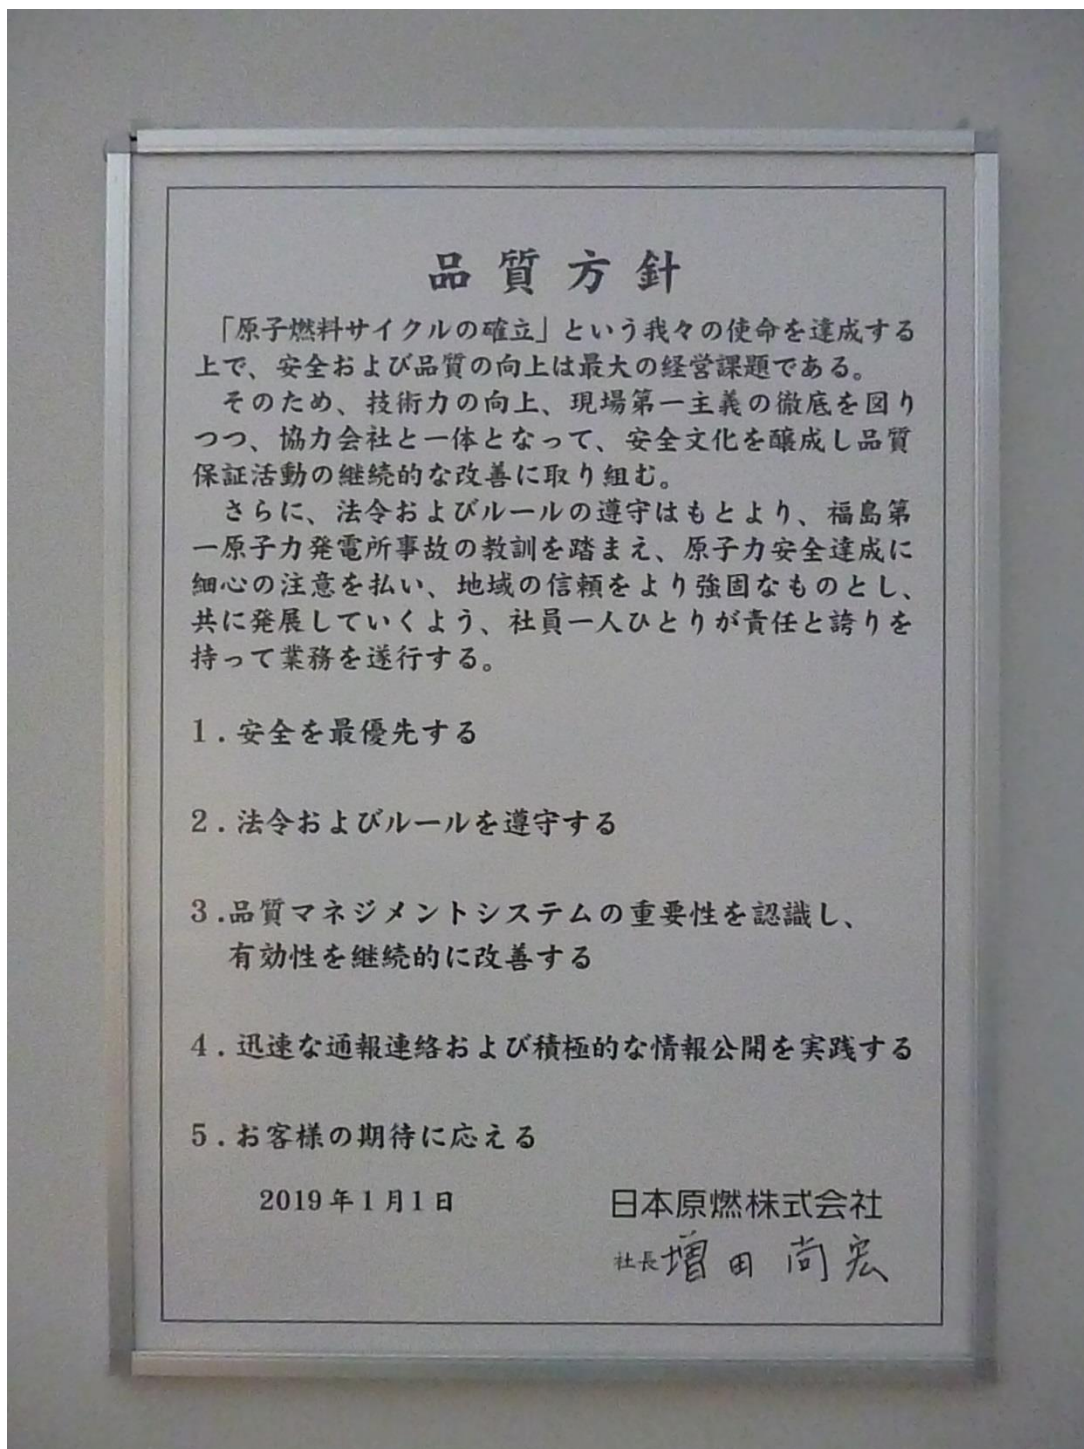 品質方針
「原子燃料サイクルの確立」という我々の使命を達成する
上で、安全および品質の向上は最大の経営課題である。
そのため、技術力の向上、現場第一主義の徹底を図り
つつ、協力会社と一体となって、安全文化を醸成し品質
保証活動の継続的な改善に取り組む。
さらに、法令およびルールの遵守はもとより、福島第
一原子力発電所事故の教訓を踏まえ、原子力安全達成に
細心の注意を払い、地域の信頼をより強固なものとし、
共に発展していくよう、社員一人ひとりが責任と誇りを
持って業務を遂行する。
1.安全を最優先する
2.法令およびルールを遵守する
3.品質マネジメントシステムの重要性を認識し、
有効性を継続的に改善する
4.迅速な通報連絡および積極的な情報公開を実践する
5.お客様の期待に応える
2019年1月1日
日本原燃株式会社
社長 増田 尚宏